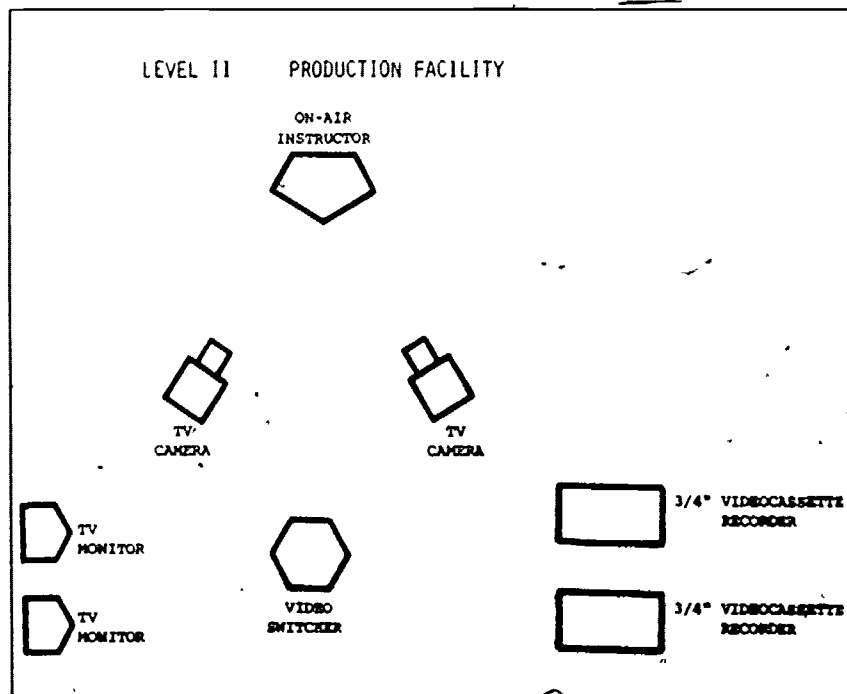 LEVEL II PRODUCTION FACILITY
ON-AIR
INSTRUCTOR
TV
CAMERA
TV
CAMERA
TV
MONITOR
3/4" VIDEOCASSETTE
RECORDER
VIDEO
SWITCHER
TV
MONITOR
3/4" VIDEOCASSETTE
RECORDER